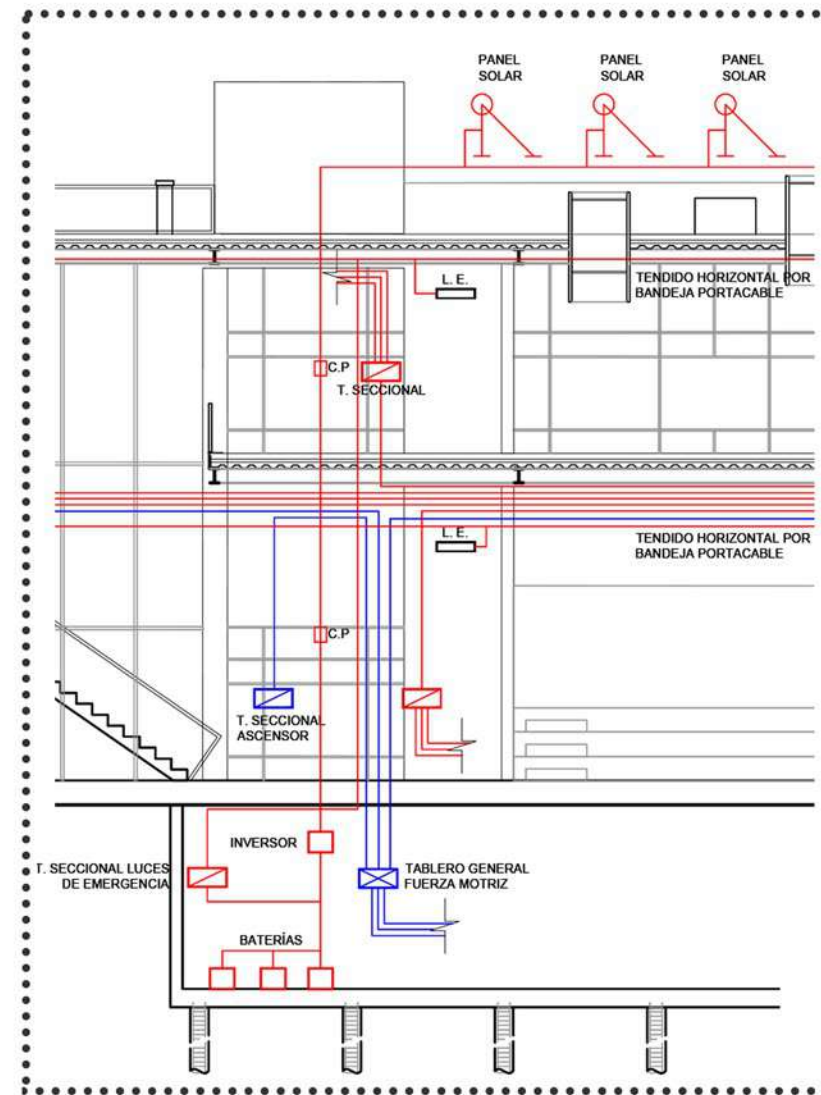 PANEL
SOLAR
PANEL
SOLAR
PANEL
SOLAR
L. E.
TENDIDO HORIZONTAL POR
BANDEJA PORTACABLE
C.P
T. SECCIONAL
L. E.
TENDIDO HORIZONTAL POR
BANDEJA PORTACABLE
C.P
T. SECCIONAL
ASCENSOR
INVERSOR
T. SECCIONAL LUCES
DE EMERGENCIA
TABLERO GENERAL
FUERZA MOTRIZ
BATERÍAS